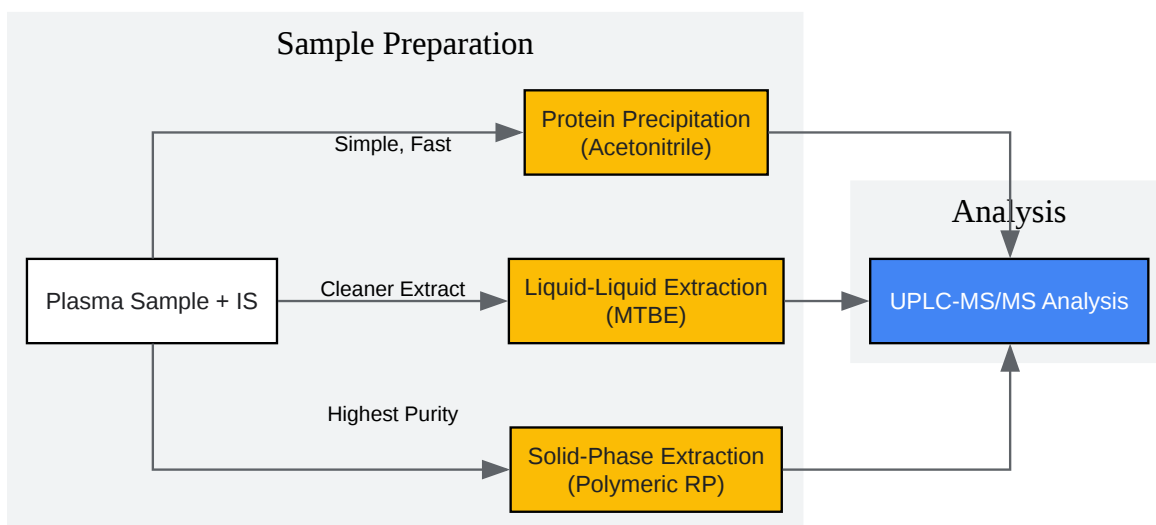 Sample Preparation
Protein Precipitation
(Acetonitrile)
Simple, Fast
Analysis
Plasma Sample + IS
Cleaner Extract
Liquid-Liquid Extraction
(MTBE)
UPLC-MS/MS Analysis
Highest Purity
Solid-Phase Extraction
(Polymeric RP)